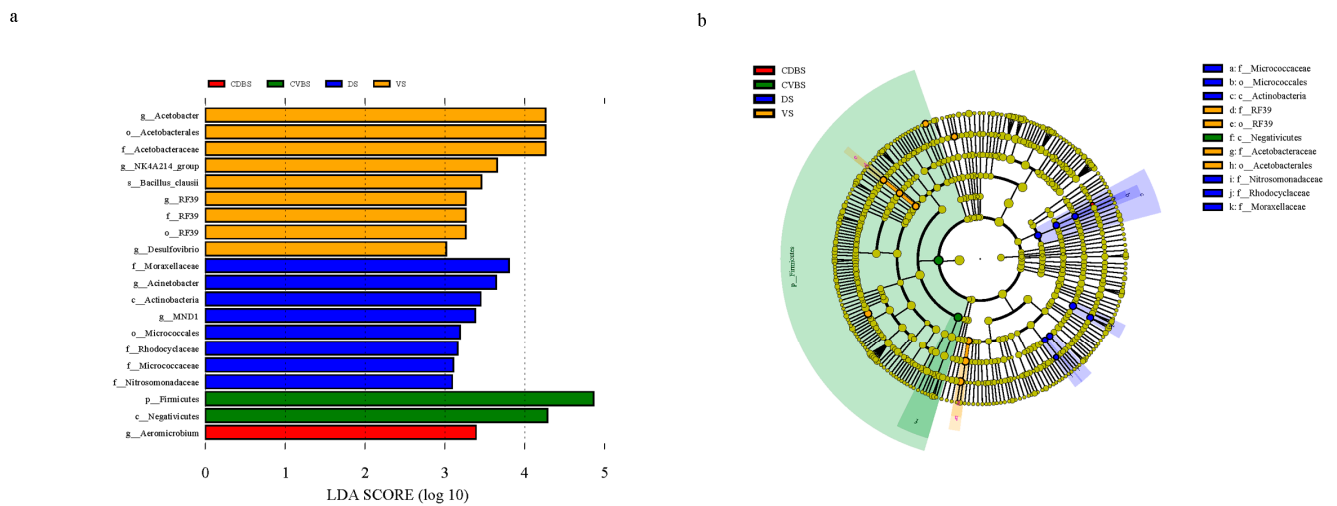 a
CDBS CVBS DS VS
g__Acetobacter
o__Acetobacterales
f__Acetobacteraceae
g__NK4A214_group
s__Bacillus_clausii
g__RF39
f__RF39
o__RF39
g__Desulfovibrio
f__Moraxellaceae
g__Acinetobacter
c__Actinobacteria
g__MND1
o__Micrococcales
f__Rhodocyclaceae
f__Micrococcaceae
f__Nitrosomonadaceae
p__Firmicutes
c__Negativicutes
g__Aeromicrobium
0 1 2 3 4 5
LDA SCORE (log 10)
b
CDBS
CVBS
DS
VS
p__Firmicutes
f
b
a: f__Micrococcaceae
b: o__Micrococcales
c: c__Actinobacteria
d: f__RF39
e: o__RF39
f: c__Negativicutes
g: f__Acetobacteraceae
h: o__Acetobacterales
i: f__Nitrosomonadaceae
j: f__Rhodocyclaceae
k: f__Moraxellaceae